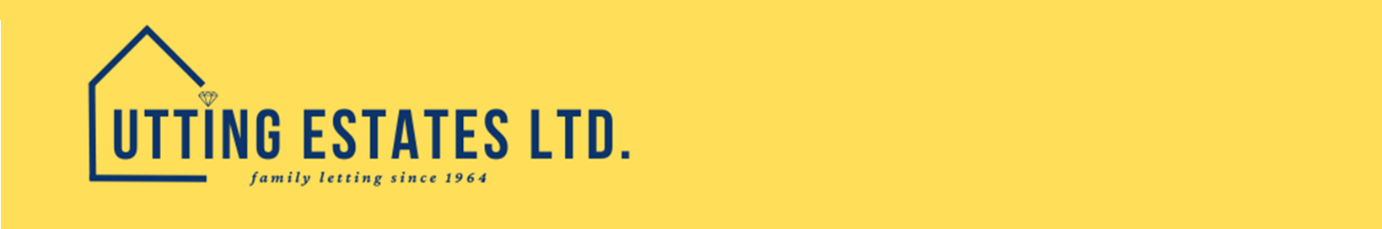 UTTING ESTATES LTD.
family letting since 1964